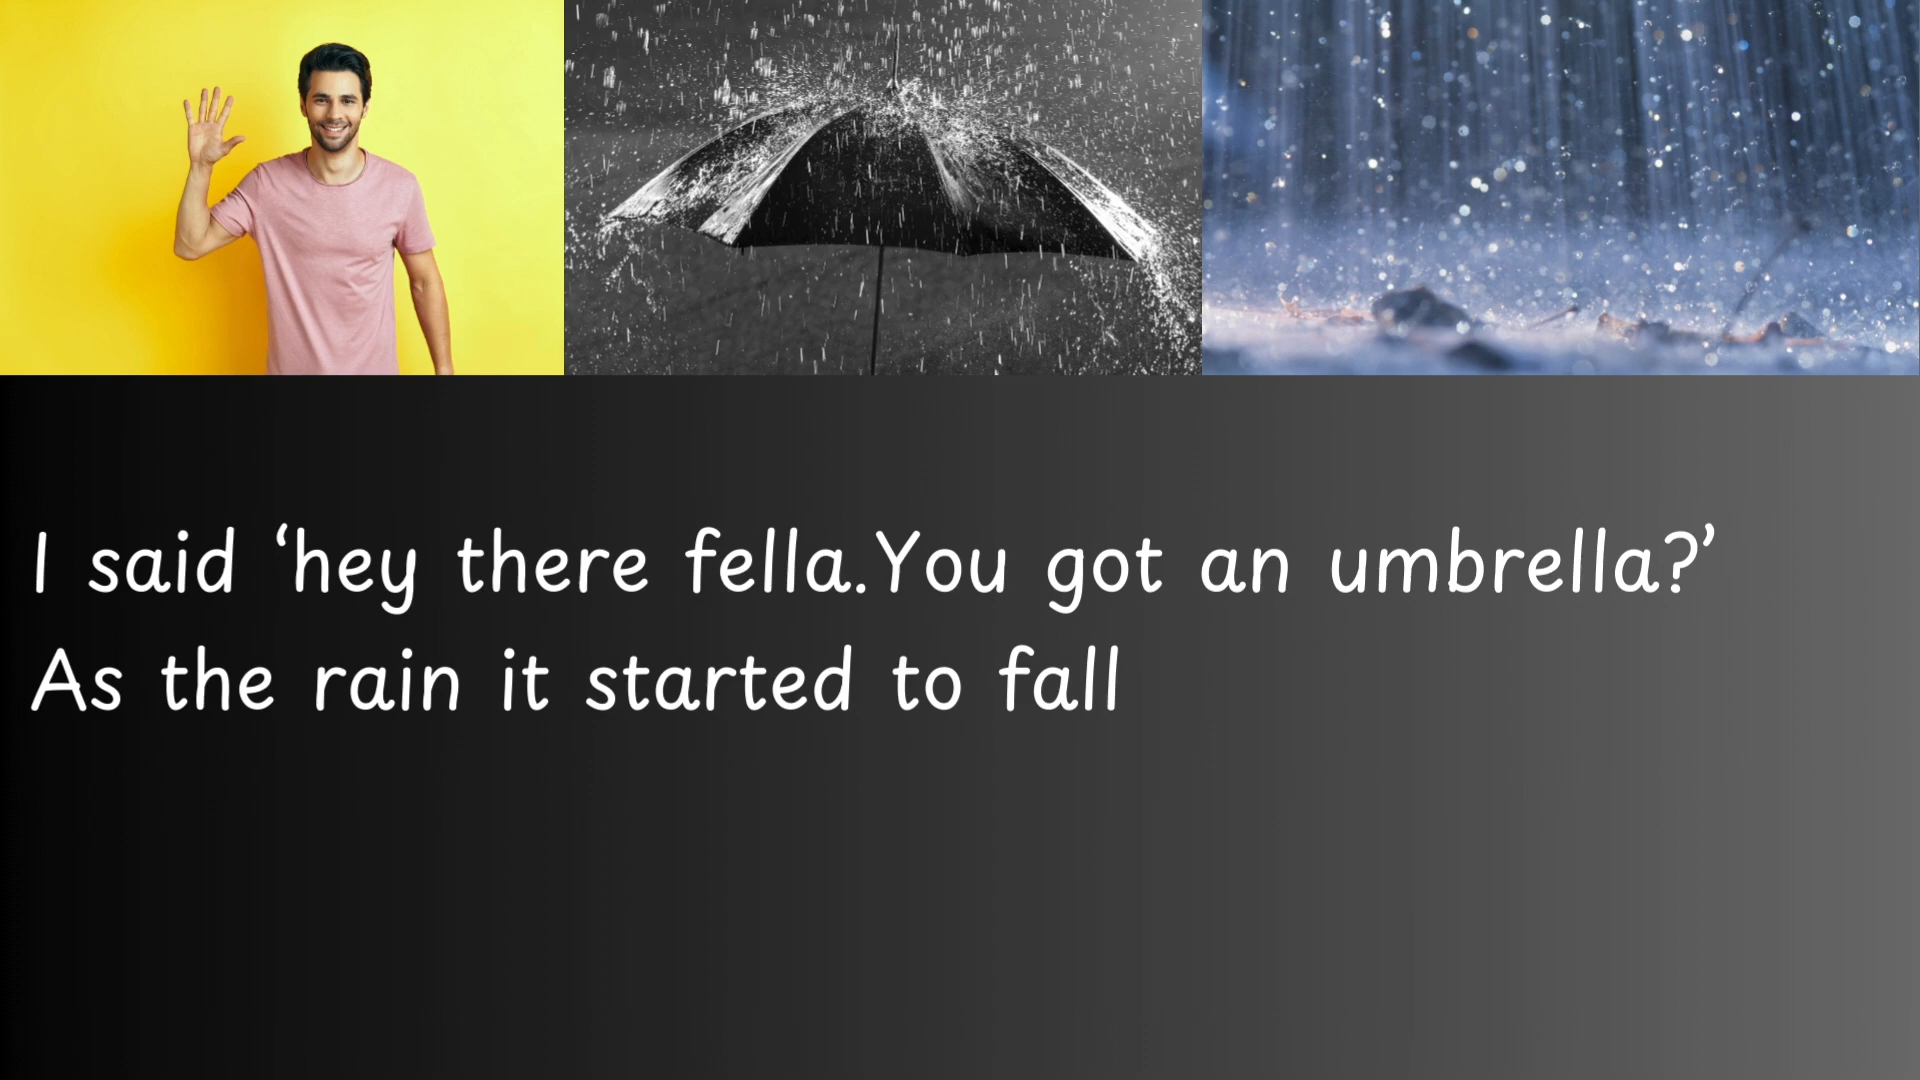 I said ‘hey there fella.You got an umbrella?’
As the rain it started to fall